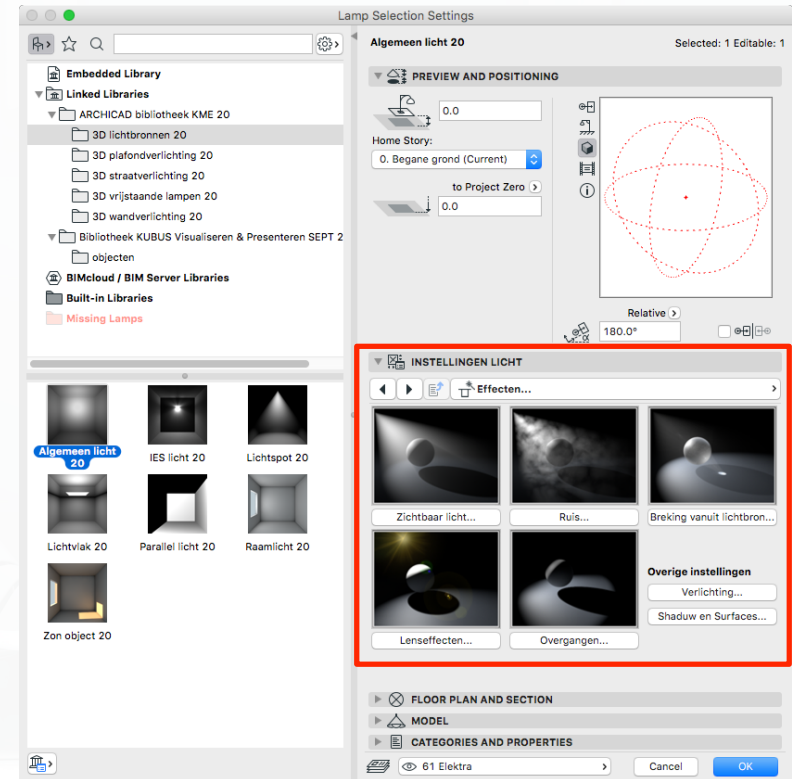 Lamp Selection Settings
Embedded Library
Linked Libraries
ARCHICAD bibliotheek KME 20
3D lichtbronnen 20
3D plafondverlichting 20
3D straatverlichting 20
3D vrijstaande lampen 20
3D wandverlichting 20
Bibliotheek KUBUS Visualiseren & Presenteren SEPT 2
objecten
BIMcloud / BIM Server Libraries
Built-in Libraries
Missing Lamps
Algemeen licht 20
IES licht 20
Lichtspot 20
Lichtvlak 20
Parallel licht 20
Raamlicht 20
Zon object 20
Algemeen licht 20
Selected: 1 Editable: 1
PREVIEW AND POSITIONING
0.0
Home Story:
0. Begane grond (Current)
to Project Zero
0.0
Relative
180.0°
INSTELLINGEN LICHT
Effecten...
Zichtbaar licht...
Ruis...
Breking vanuit lichtbron...
Lenseffecten...
Overgangen...
Overige instellingen
Verlichting...
Shaduw en Surfaces...
FLOOR PLAN AND SECTION
MODEL
CATEGORIES AND PROPERTIES
61 Elektra
Cancel
OK